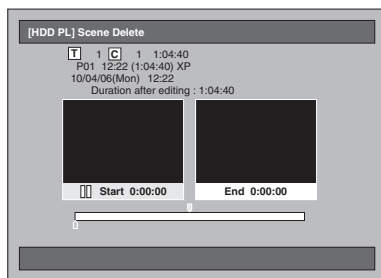 [HDD PL] Scene Delete
T 1 C 1 1:04:40
P01 12:22 (1:04:40) XP
10/04/06(Mon) 12:22
Duration after editing : 1:04:40
Start 0:00:00
End 0:00:00